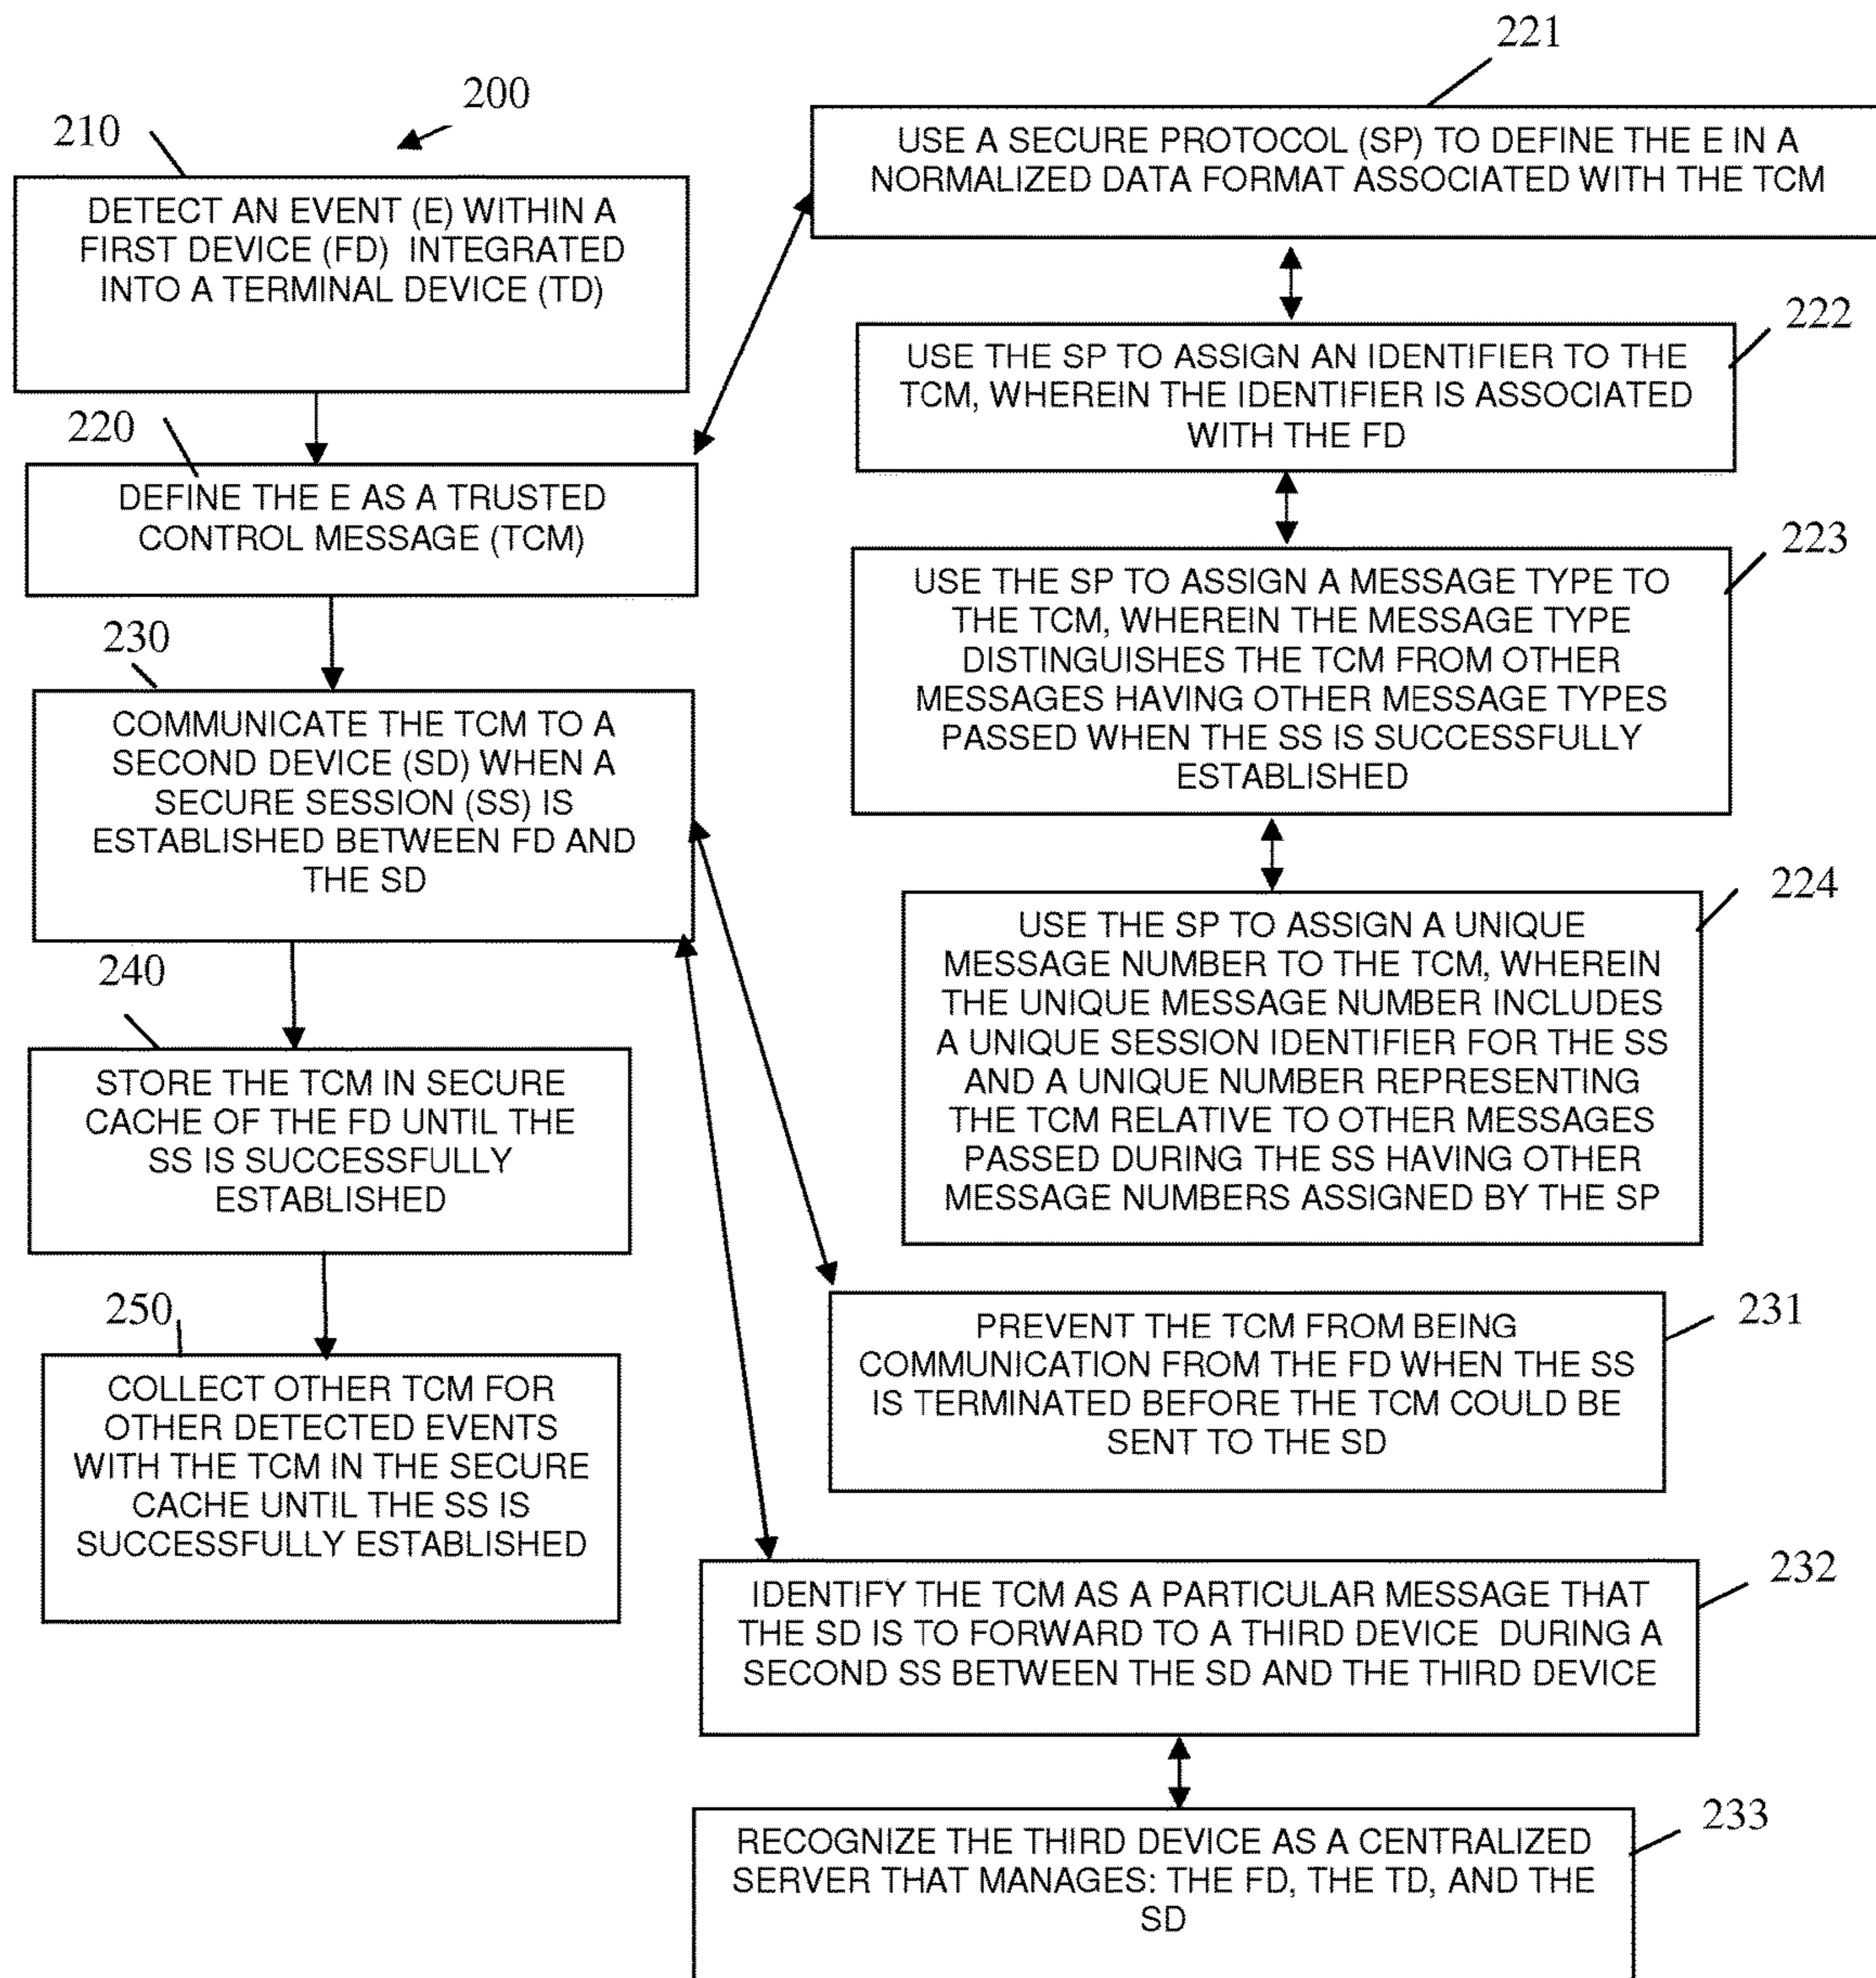 200
210
DETECT AN EVENT (E) WITHIN A
FIRST DEVICE (FD) INTEGRATED
INTO A TERMINAL DEVICE (TD)
220
DEFINE THE E AS A TRUSTED
CONTROL MESSAGE (TCM)
230
COMMUNICATE THE TCM TO A
SECOND DEVICE (SD) WHEN A
SECURE SESSION (SS) IS
ESTABLISHED BETWEEN FD AND
THE SD
240
STORE THE TCM IN SECURE
CACHE OF THE FD UNTIL THE
SS IS SUCCESSFULLY
ESTABLISHED
250
COLLECT OTHER TCM FOR
OTHER DETECTED EVENTS
WITH THE TCM IN THE SECURE
CACHE UNTIL THE SS IS
SUCCESSFULLY ESTABLISHED
221
USE A SECURE PROTOCOL (SP) TO DEFINE THE E IN A
NORMALIZED DATA FORMAT ASSOCIATED WITH THE TCM
222
USE THE SP TO ASSIGN AN IDENTIFIER TO THE
TCM, WHEREIN THE IDENTIFIER IS ASSOCIATED
WITH THE FD
223
USE THE SP TO ASSIGN A MESSAGE TYPE TO
THE TCM, WHEREIN THE MESSAGE TYPE
DISTINGUISHES THE TCM FROM OTHER
MESSAGES HAVING OTHER MESSAGE TYPES
PASSED WHEN THE SS IS SUCCESSFULLY
ESTABLISHED
224
USE THE SP TO ASSIGN A UNIQUE
MESSAGE NUMBER TO THE TCM, WHEREIN
THE UNIQUE MESSAGE NUMBER INCLUDES
A UNIQUE SESSION IDENTIFIER FOR THE SS
AND A UNIQUE NUMBER REPRESENTING
THE TCM RELATIVE TO OTHER MESSAGES
PASSED DURING THE SS HAVING OTHER
MESSAGE NUMBERS ASSIGNED BY THE SP
231
PREVENT THE TCM FROM BEING
COMMUNICATION FROM THE FD WHEN THE SS
IS TERMINATED BEFORE THE TCM COULD BE
SENT TO THE SD
232
IDENTIFY THE TCM AS A PARTICULAR MESSAGE THAT
THE SD IS TO FORWARD TO A THIRD DEVICE DURING A
SECOND SS BETWEEN THE SD AND THE THIRD DEVICE
233
RECOGNIZE THE THIRD DEVICE AS A CENTRALIZED
SERVER THAT MANAGES: THE FD, THE TD, AND THE
SD